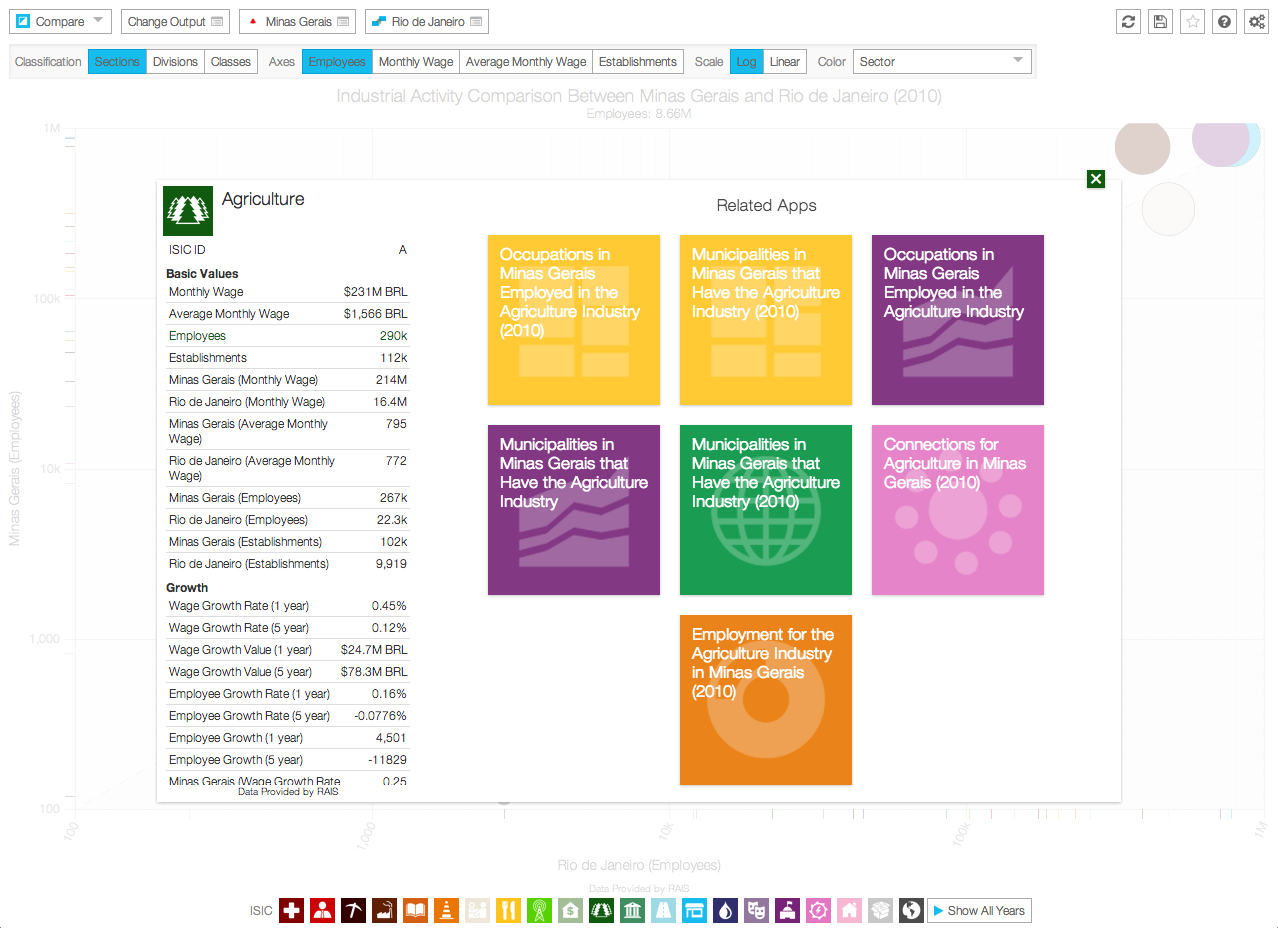 Compare
Change Output
Minas Gerais
Rio de Janeiro
Classification Sections Divisions Classes Axes Employees Monthly Wage Average Monthly Wage Establishments Scale Log Linear Color Sector
Industrial Activity Comparison Between Minas Gerais and Rio de Janeiro (2010)
Employees: 8.66M
1M
100k
10k
1,000
100
Minas Gerais (Employees)
Agriculture
ISIC ID A
Basic Values
Monthly Wage $231M BRL
Average Monthly Wage $1,566 BRL
Employees 290k
Establishments 112k
Minas Gerais (Monthly Wage) 214M
Rio de Janeiro (Monthly Wage) 16.4M
Minas Gerais (Average Monthly 795
Wage)
Rio de Janeiro (Average Monthly 772
Wage)
Minas Gerais (Employees) 267k
Rio de Janeiro (Employees) 22.3k
Minas Gerais (Establishments) 102k
Rio de Janeiro (Establishments) 9,919
Growth
Wage Growth Rate (1 year) 0.45%
Wage Growth Rate (5 year) 0.12%
Wage Growth Value (1 year) $24.7M BRL
Wage Growth Value (5 year) $78.3M BRL
Employee Growth Rate (1 year) 0.16%
Employee Growth Rate (5 year) -0.0776%
Employee Growth (1 year) 4,501
Employee Growth (5 year) -11829
Minas Gerais (Wage Growth Rate 0.25
Data Provided by RAIS
Related Apps
Occupations in
Minas Gerais
Employed in the
Agriculture Industry
(2010)
Municipalities in
Minas Gerais that
Have the Agriculture
Industry (2010)
Occupations in
Minas Gerais
Employed in the
Agriculture Industry
Municipalities in
Minas Gerais that
Have the Agriculture
Industry
Municipalities in
Minas Gerais that
Have the Agriculture
Industry (2010)
Connections for
Agriculture in Minas
Gerais (2010)
Employment for the
Agriculture Industry
in Minas Gerais
(2010)
100
1,000
10k
100k
1M
Rio de Janeiro (Employees)
Data Provided by RAIS
ISIC
Show All Years